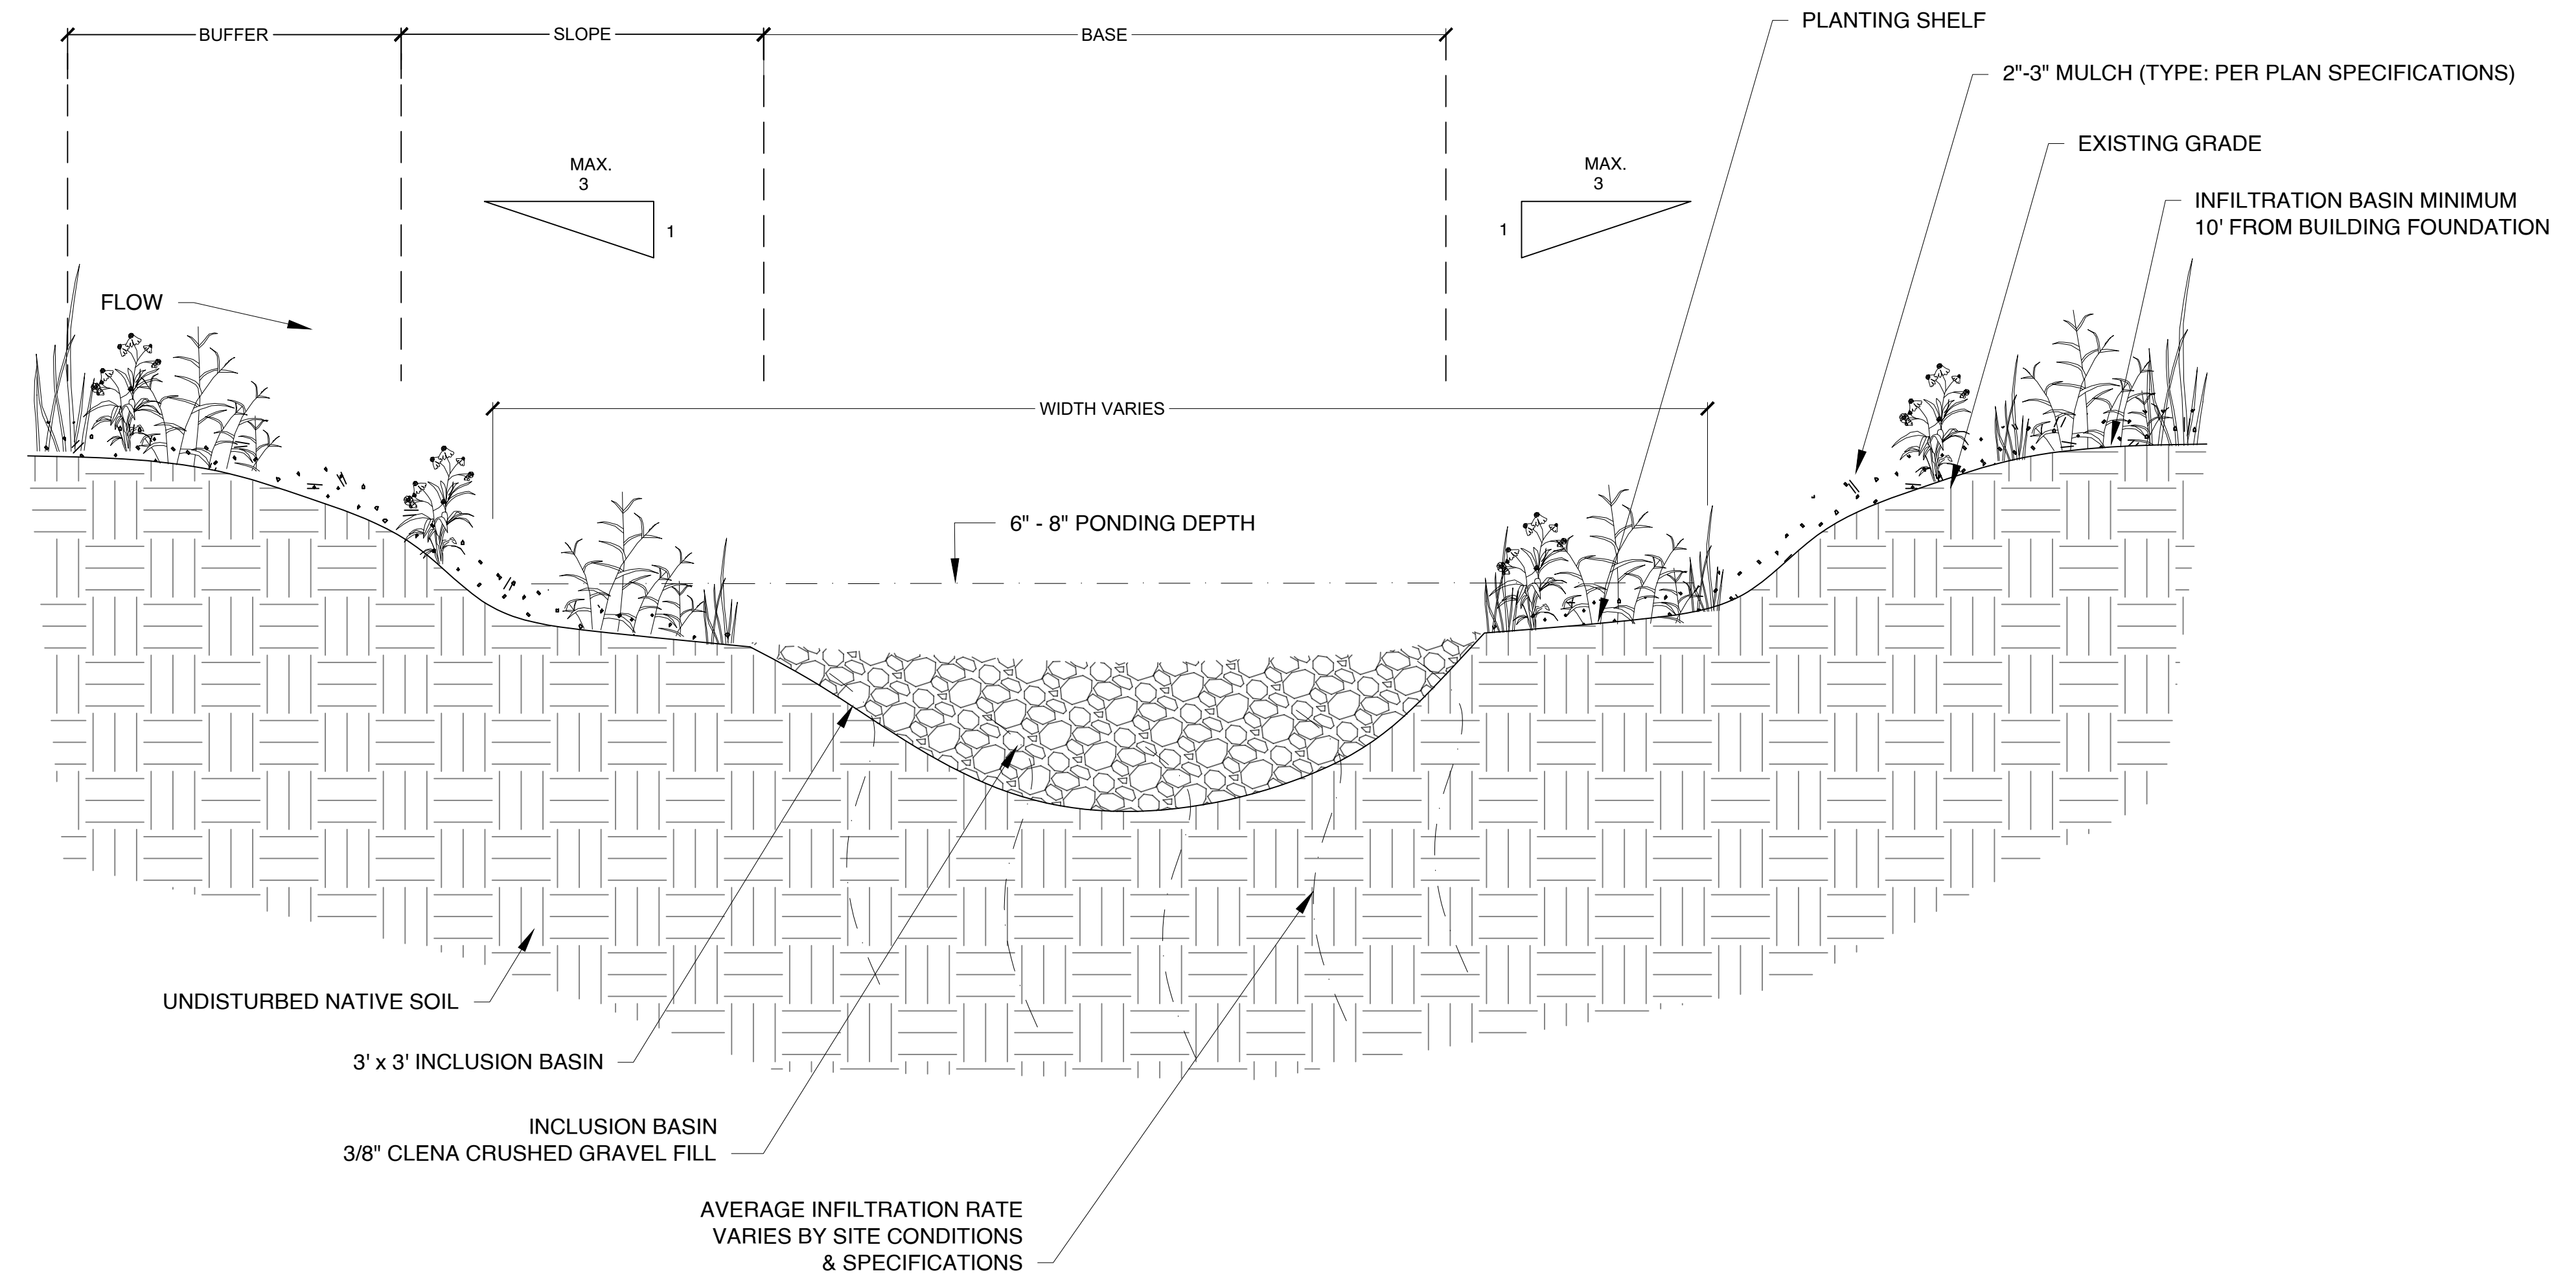 BUFFER
SLOPE
BASE
PLANTING SHELF
2"-3" MULCH (TYPE: PER PLAN SPECIFICATIONS)
EXISTING GRADE
INFILTRATION BASIN MINIMUM
10' FROM BUILDING FOUNDATION
MAX.
3
1
MAX.
3
1
FLOW
WIDTH VARIES
6" - 8" PONDING DEPTH
UNDISTURBED NATIVE SOIL
3' x 3' INCLUSION BASIN
INCLUSION BASIN
3/8" CLENA CRUSHED GRAVEL FILL
AVERAGE INFILTRATION RATE
VARIES BY SITE CONDITIONS
& SPECIFICATIONS